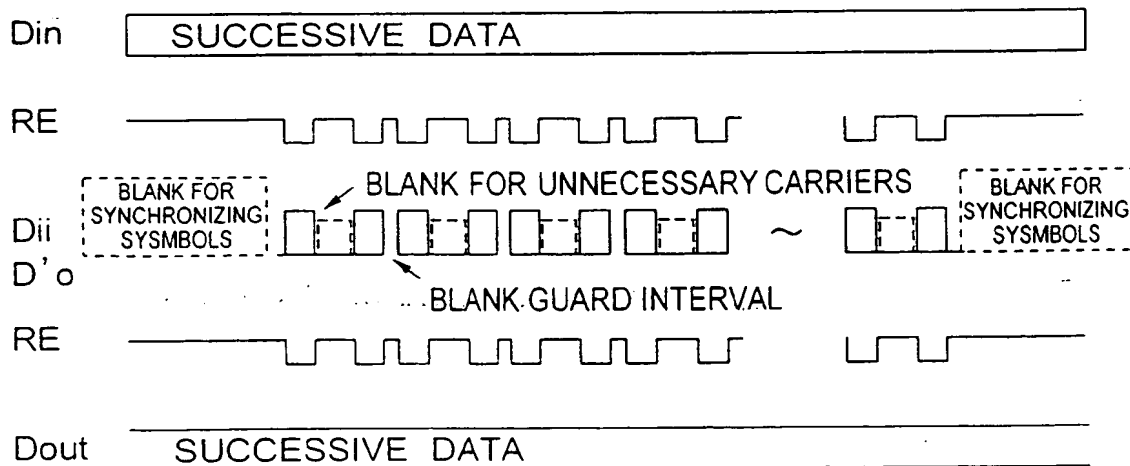 Din SUCCESSIVE DATA
RE
BLANK FOR
SYNCHRONIZING
SYSMBOLS
BLANK FOR UNNECESSARY CARRIERS
BLANK FOR
SYNCHRONIZING
SYSMBOLS
Dii
~
D'o
BLANK GUARD INTERVAL
RE
Dout SUCCESSIVE DATA